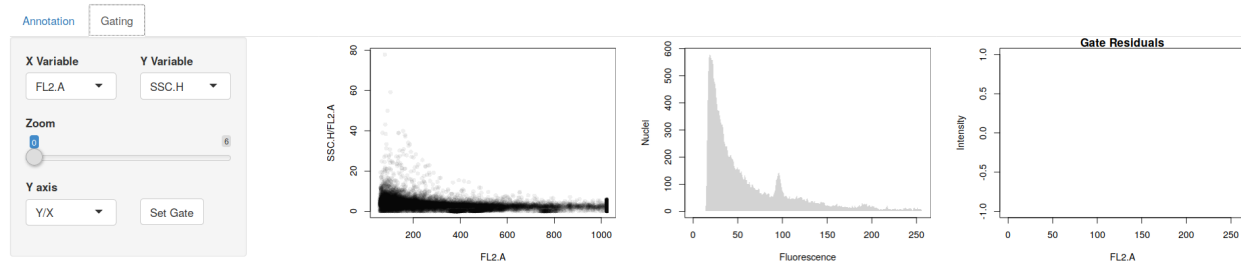 Annotation Gating
X Variable Y Variable
FL2.A SSC.H
Zoom
0 6
Y axis
Y/X Set Gate
SSC.H/FL2.A
80
60
40
20
0
200 400 600 800 1000
FL2.A
Nuclei
600
500
400
300
200
100
0
0 50 100 150 200 250
Fluorescence
Gate Residuals
Intensity
1.0
0.5
0.0
-0.5
-1.0
0 50 100 150 200 250
FL2.A